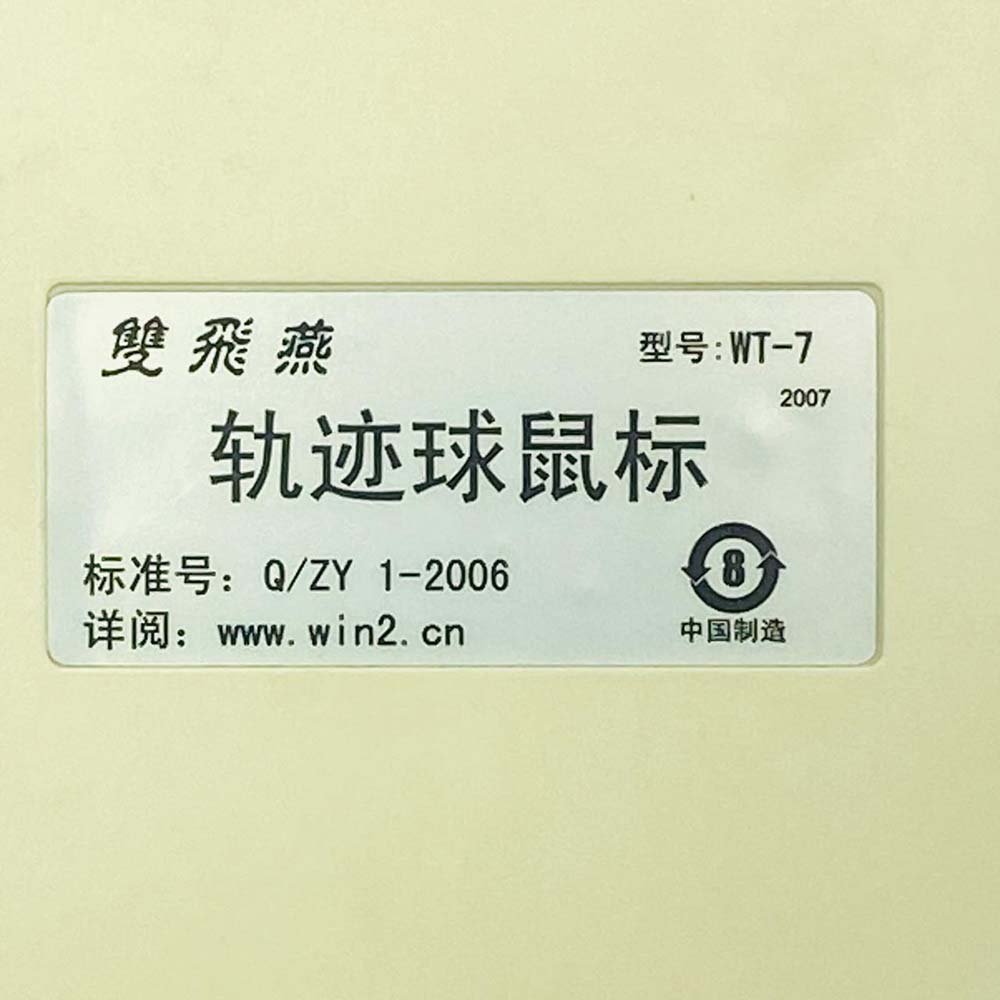 雙飛燕
型号:WT-7
2007
轨迹球鼠标
标准号：Q/ZY 1-2006
详阅：www.win2.cn
8
中国制造